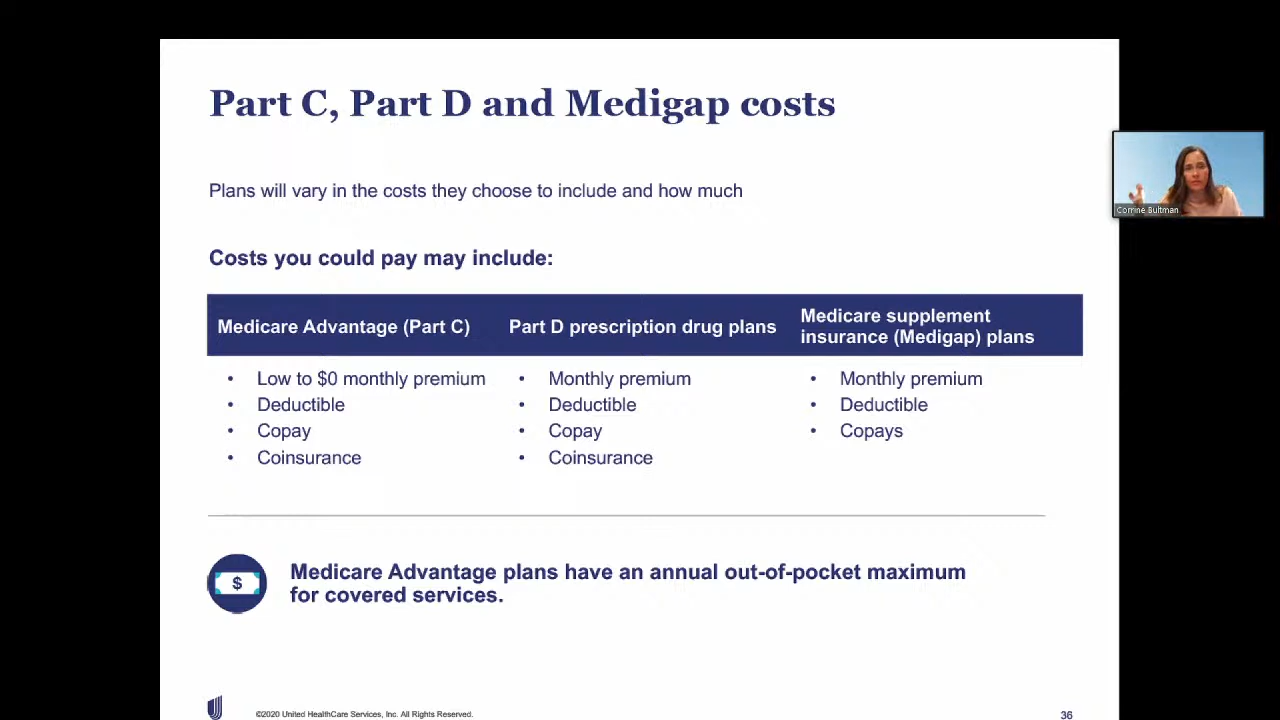 Part C, Part D and Medigap costs
Plans will vary in the costs they choose to include and how much
Corrine Bultman
Costs you could pay may include:
Medicare Advantage (Part C)
Part D prescription drug plans
Medicare supplement
insurance (Medigap) plans
• Low to $0 monthly premium
• Deductible
• Copay
• Coinsurance
• Monthly premium
• Deductible
• Copay
• Coinsurance
• Monthly premium
• Deductible
• Copays
$
Medicare Advantage plans have an annual out-of-pocket maximum
for covered services.
©2020 United HealthCare Services, Inc. All Rights Reserved.
36